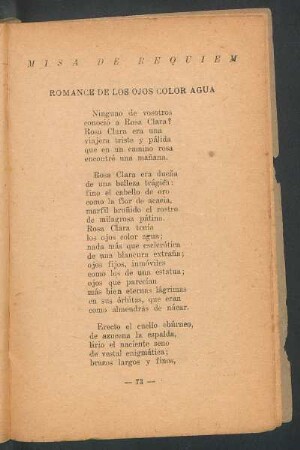 MISA DE REQUIEM
ROMANCE DE LOS OJOS COLOR AGUA
Ninguno de vosotros
conoció a Rosa Clara?
Rosa Clara era una
viajera triste y pálida
que en un camino rosa
encontré una mañana.
Rosa Clara era dueña
de una belleza trágica:
fino el cabello de oro
como la flor de acacia,
marfil bruñido el rostro
de milagrosa pátina.
Rosa Clara tenía
los ojos color agua;
nada más que esclerótica
de una blancura extraña;
ojos fijos, inmóviles
como los de una estatua;
ojos que parecían
más bien eternas lágrimas
en sus órbitas, que eran
como almendras de nácar.
Erecto el cuello ebúrneo,
de azucena la espalda,
lirio el naciente seno
de vestal enigmática;
brazos largos y finos,
— 73 —